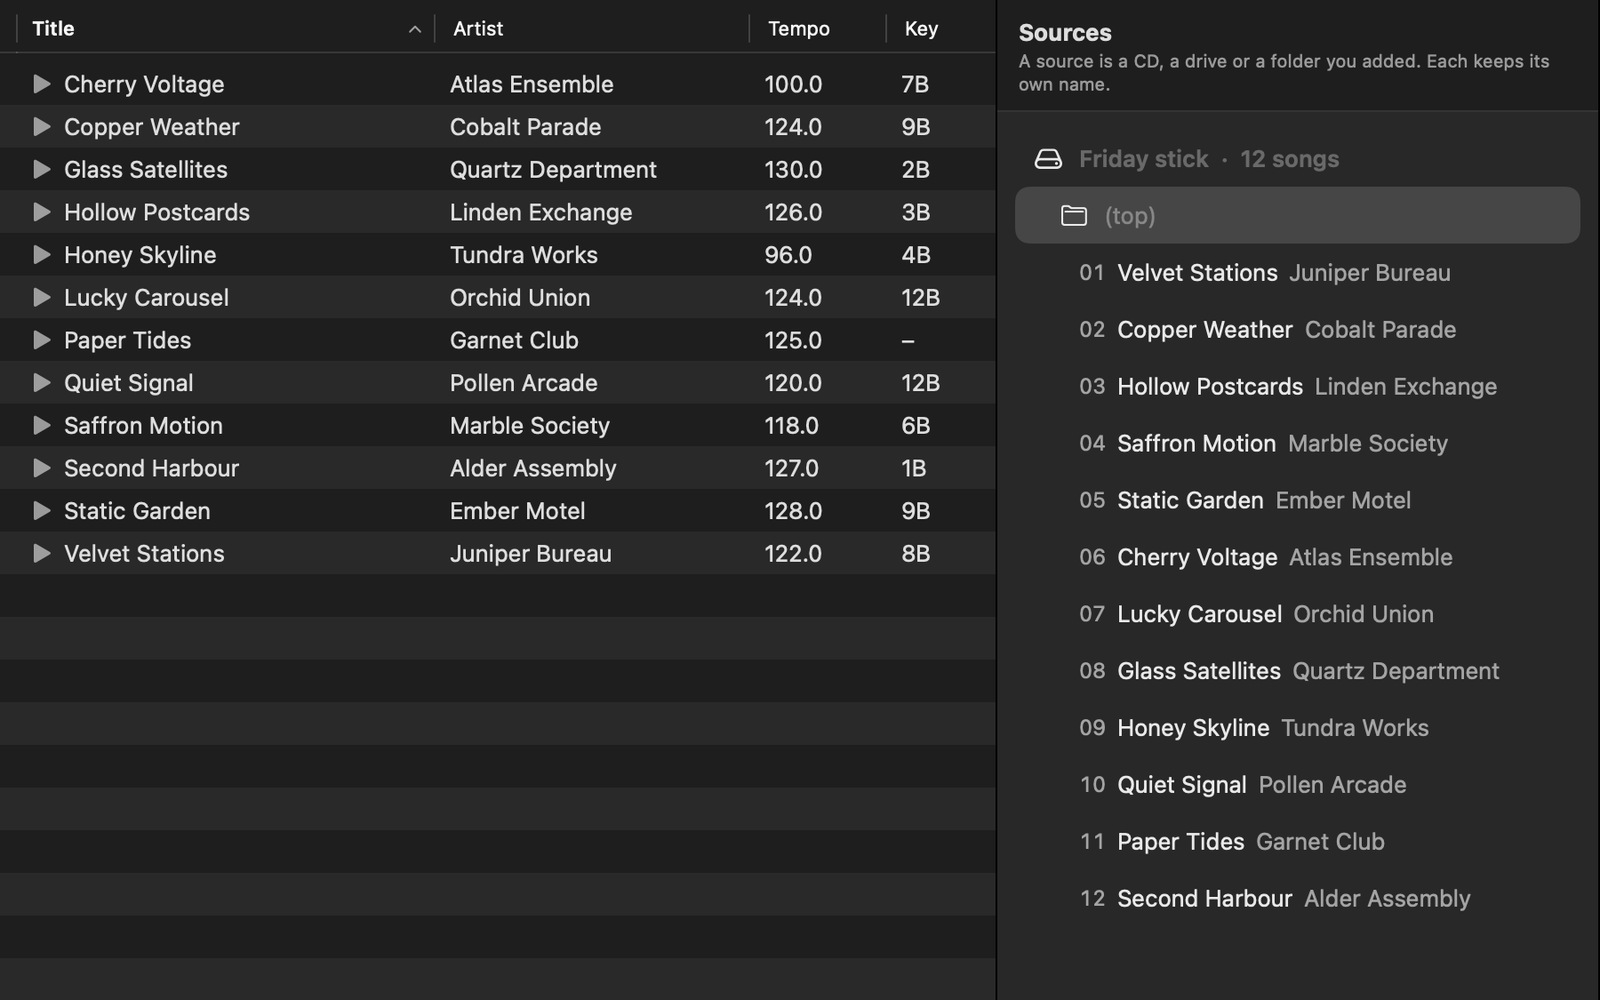 Title Artist Tempo Key
Cherry Voltage Atlas Ensemble 100.0 7B
Copper Weather Cobalt Parade 124.0 9B
Glass Satellites Quartz Department 130.0 2B
Hollow Postcards Linden Exchange 126.0 3B
Honey Skyline Tundra Works 96.0 4B
Lucky Carousel Orchid Union 124.0 12B
Paper Tides Garnet Club 125.0 –
Quiet Signal Pollen Arcade 120.0 12B
Saffron Motion Marble Society 118.0 6B
Second Harbour Alder Assembly 127.0 1B
Static Garden Ember Motel 128.0 9B
Velvet Stations Juniper Bureau 122.0 8B
Sources
A source is a CD, a drive or a folder you added. Each keeps its
own name.
Friday stick · 12 songs
(top)
01 Velvet Stations Juniper Bureau
02 Copper Weather Cobalt Parade
03 Hollow Postcards Linden Exchange
04 Saffron Motion Marble Society
05 Static Garden Ember Motel
06 Cherry Voltage Atlas Ensemble
07 Lucky Carousel Orchid Union
08 Glass Satellites Quartz Department
09 Honey Skyline Tundra Works
10 Quiet Signal Pollen Arcade
11 Paper Tides Garnet Club
12 Second Harbour Alder Assembly